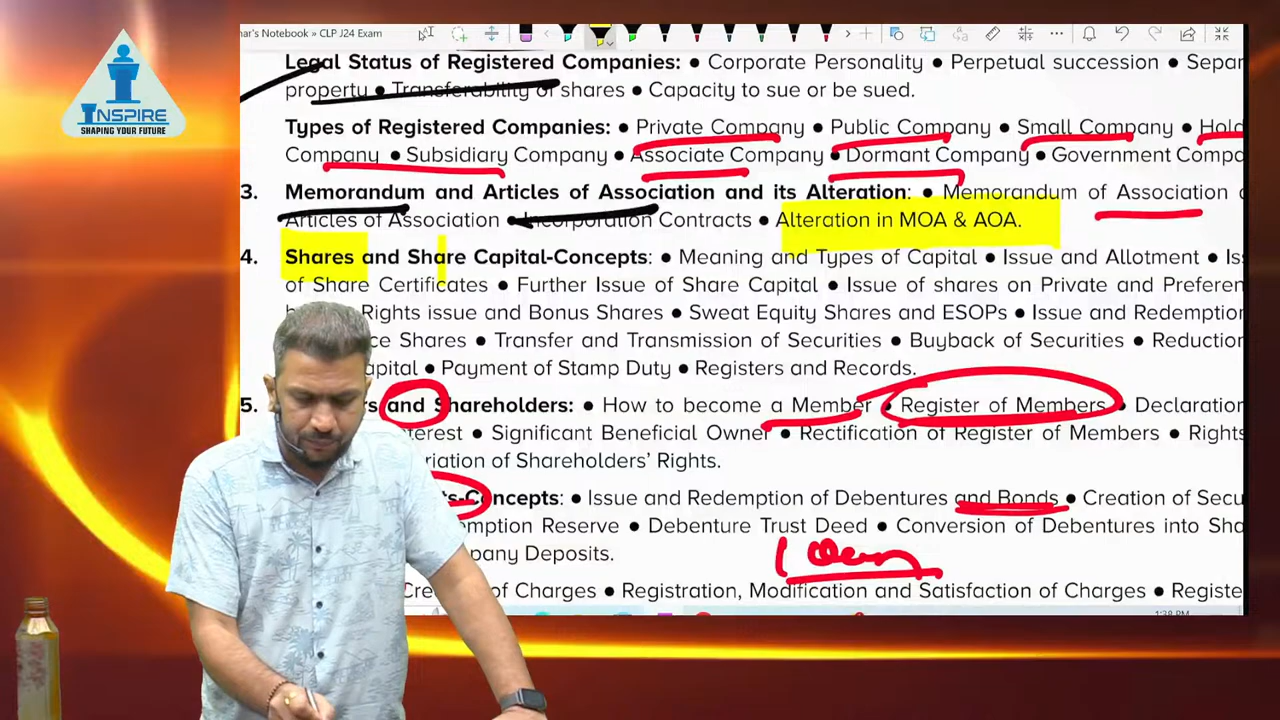 nar's Notebook » CLP J24 Exam
INSPIRE
SHAPING YOUR FUTURE
Legal Status of Registered Companies: ● Corporate Personality ● Perpetual succession ● Separ
property ● Transferability of shares ● Capacity to sue or be sued.
Types of Registered Companies: ● Private Company ● Public Company ● Small Company ● Hold
Company ● Subsidiary Company ● Associate Company ● Dormant Company ● Government Compa
3. Memorandum and Articles of Association and its Alteration: ● Memorandum of Association
Articles of Association ● Incorporation Contracts ● Alteration in MOA & AOA.
4. Shares and Share Capital-Concepts: ● Meaning and Types of Capital ● Issue and Allotment ● Iss
of Share Certificates ● Further Issue of Share Capital ● Issue of shares on Private and Preferen
Rights issue and Bonus Shares ● Sweat Equity Shares and ESOPs ● Issue and Redemption
ce Shares ● Transfer and Transmission of Securities ● Buyback of Securities ● Reduction
apital ● Payment of Stamp Duty ● Registers and Records.
5. rs and Shareholders: ● How to become a Member ● Register of Members ● Declaration
terest ● Significant Beneficial Owner ● Rectification of Register of Members ● Rights
riation of Shareholders' Rights.
ts-Concepts: ● Issue and Redemption of Debentures and Bonds ● Creation of Secu
emption Reserve ● Debenture Trust Deed ● Conversion of Debentures into Sha
pany Deposits.
of Charges ● Registration, Modification and Satisfaction of Charges ● Registe
1:38 PM